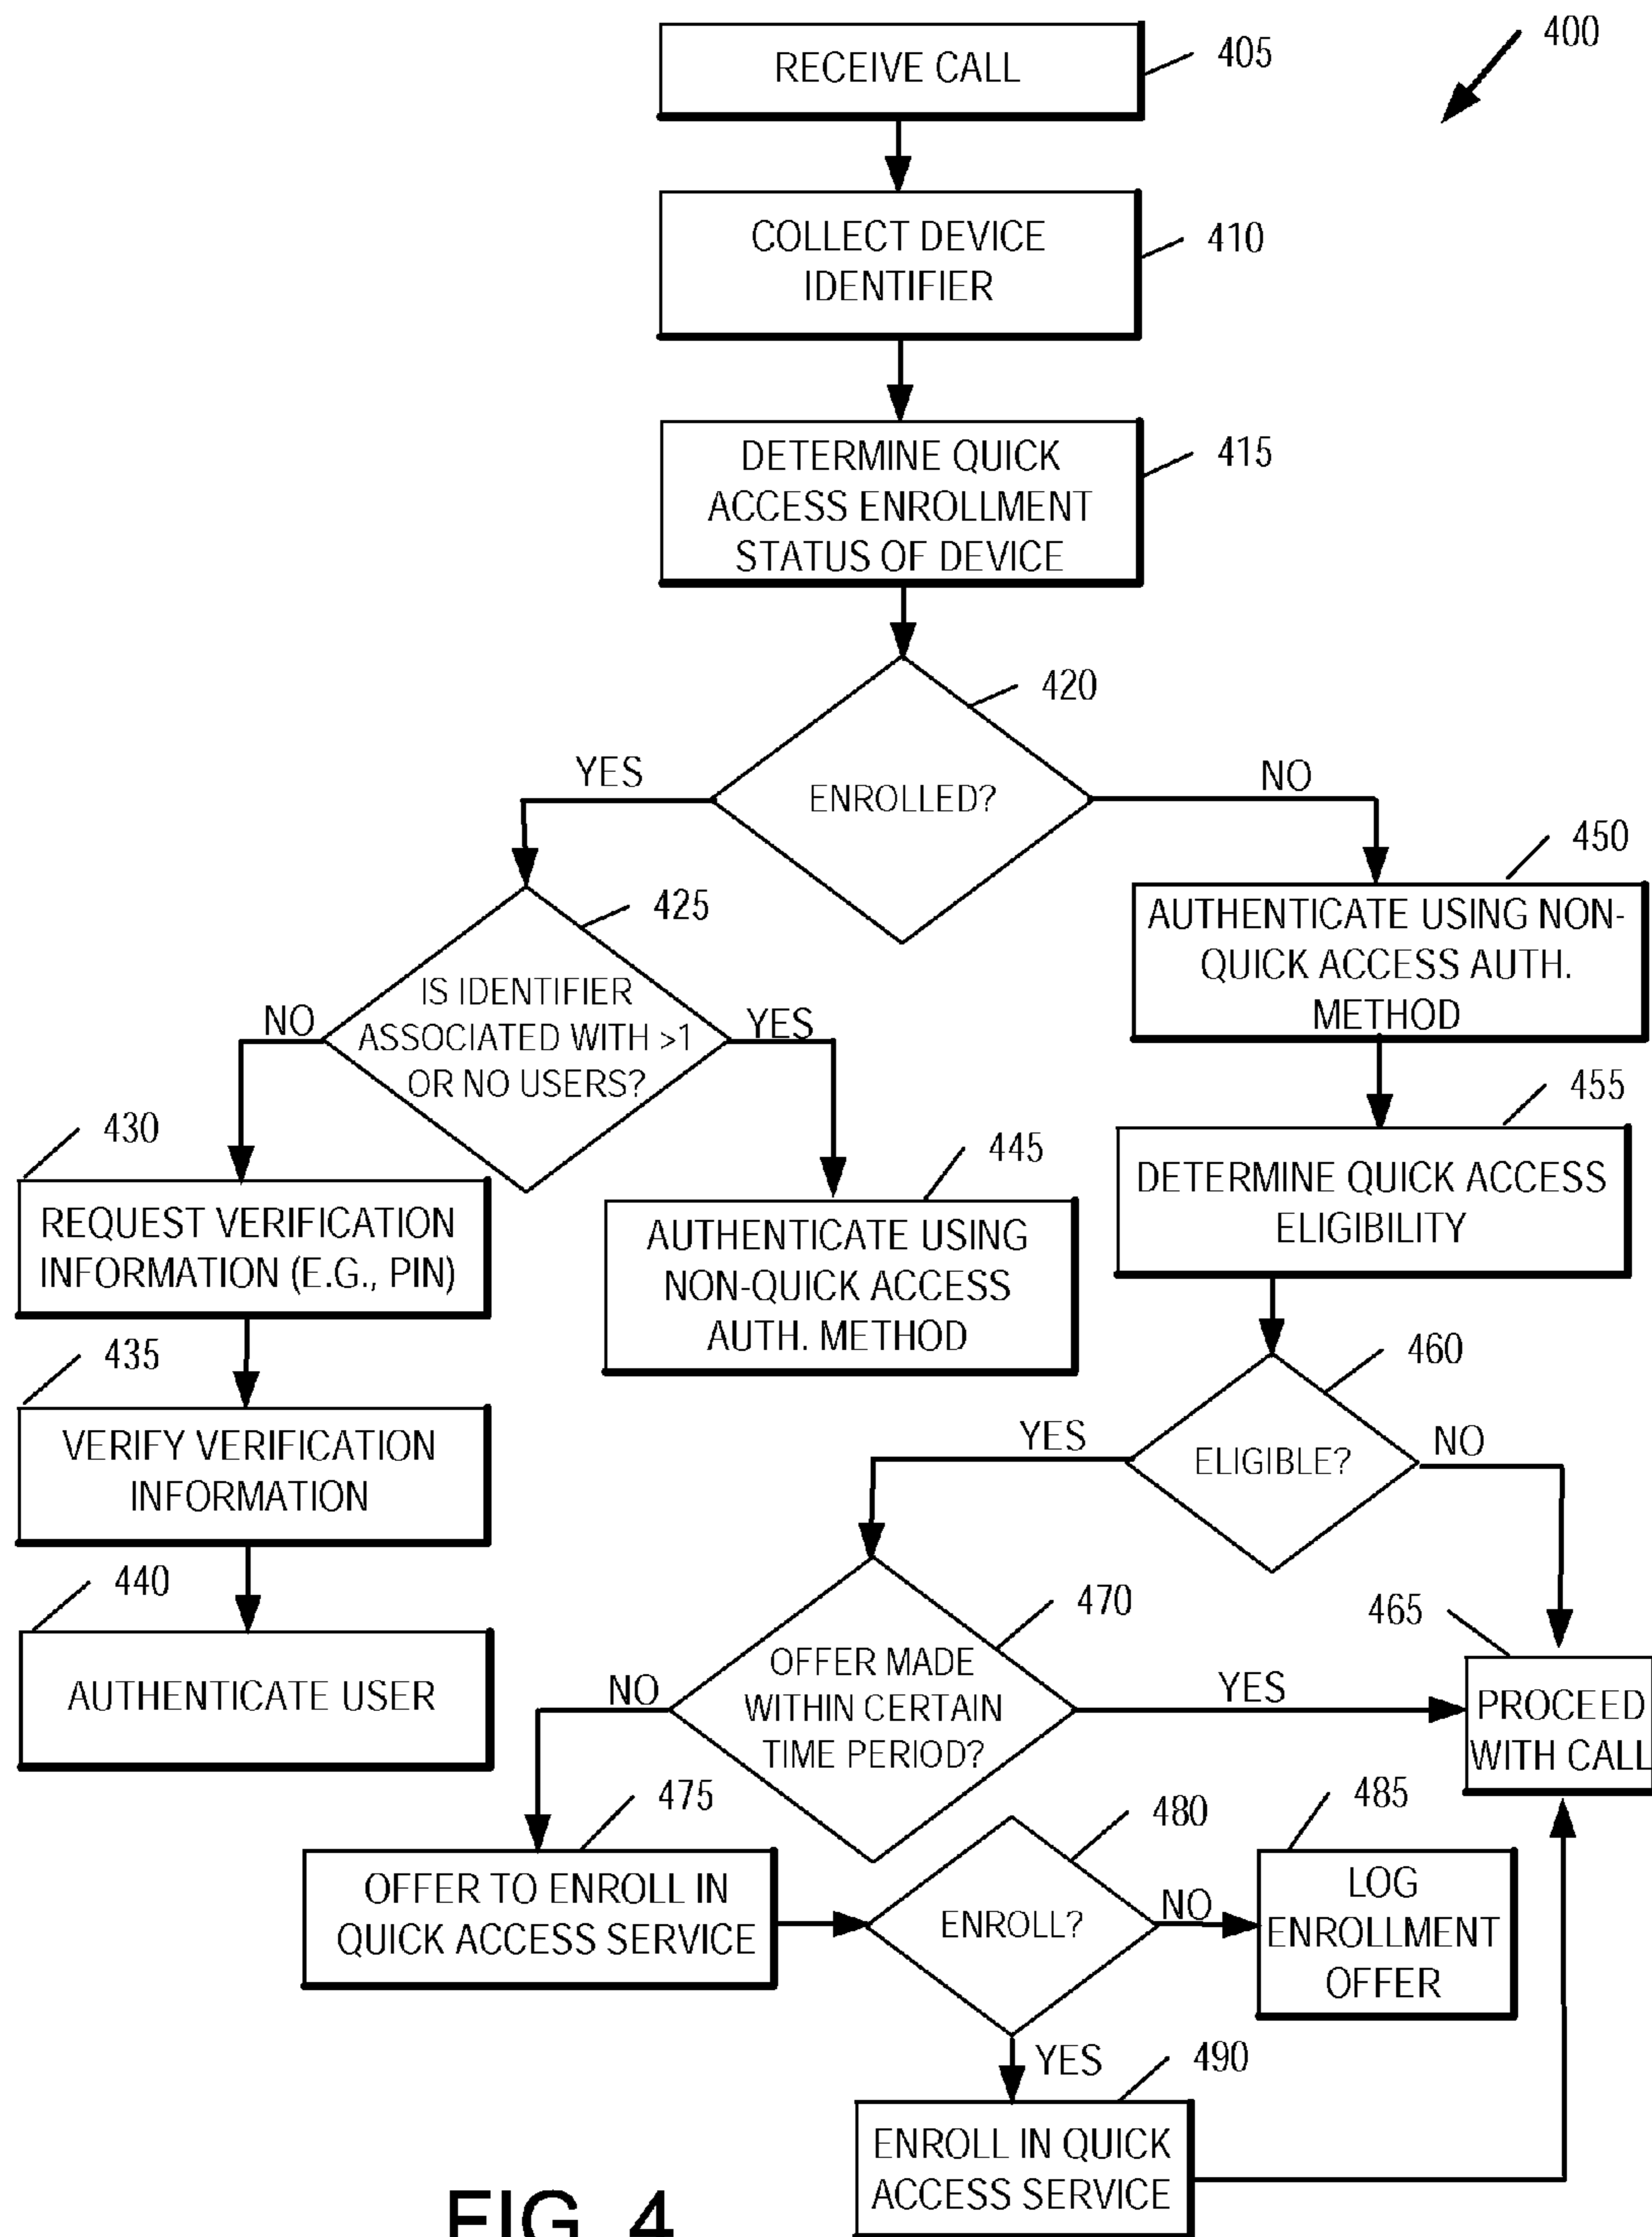 400
RECEIVE CALL
405
COLLECT DEVICE
IDENTIFIER
410
DETERMINE QUICK
ACCESS ENROLLMENT
STATUS OF DEVICE
415
420
ENROLLED?
YES
NO
425
IS IDENTIFIER
ASSOCIATED WITH >1
OR NO USERS?
NO
YES
450
AUTHENTICATE USING NON-
QUICK ACCESS AUTH.
METHOD
430
REQUEST VERIFICATION
INFORMATION (E.G., PIN)
445
AUTHENTICATE USING
NON-QUICK ACCESS
AUTH. METHOD
455
DETERMINE QUICK ACCESS
ELIGIBILITY
435
VERIFY VERIFICATION
INFORMATION
460
ELIGIBLE?
YES
NO
440
AUTHENTICATE USER
470
OFFER MADE
WITHIN CERTAIN
TIME PERIOD?
NO
YES
465
PROCEED
WITH CALL
475
OFFER TO ENROLL IN
QUICK ACCESS SERVICE
480
ENROLL?
NO
485
LOG
ENROLLMENT
OFFER
YES
490
ENROLL IN QUICK
ACCESS SERVICE
FIG. 4